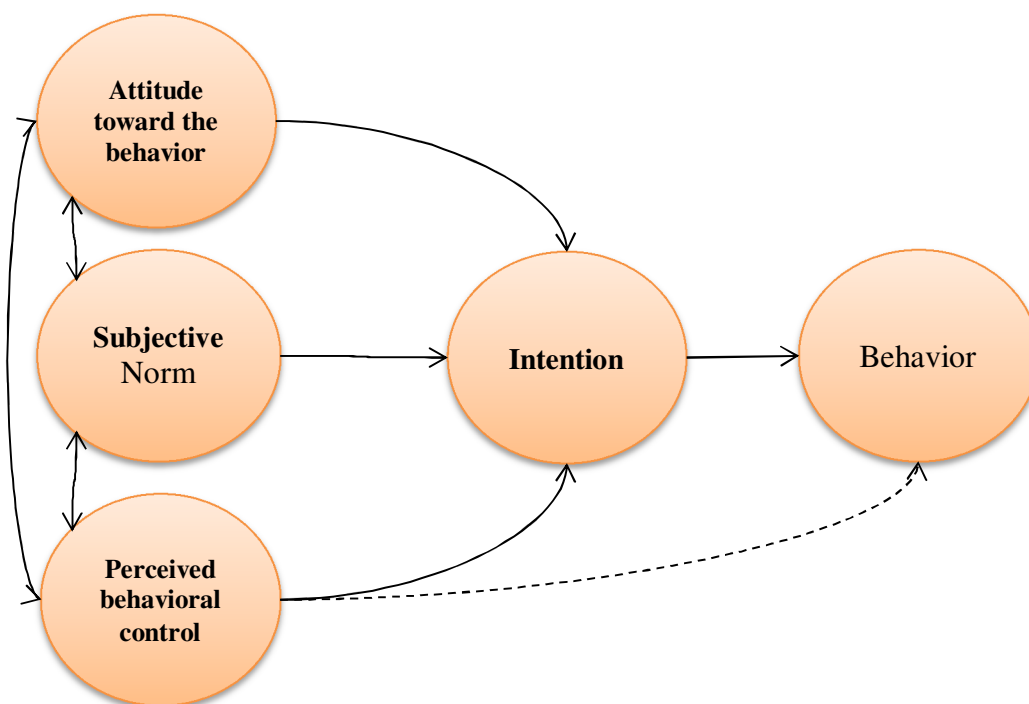 Attitude
toward the
behavior
Subjective
Norm
Intention
Behavior
Perceived
behavioral
control